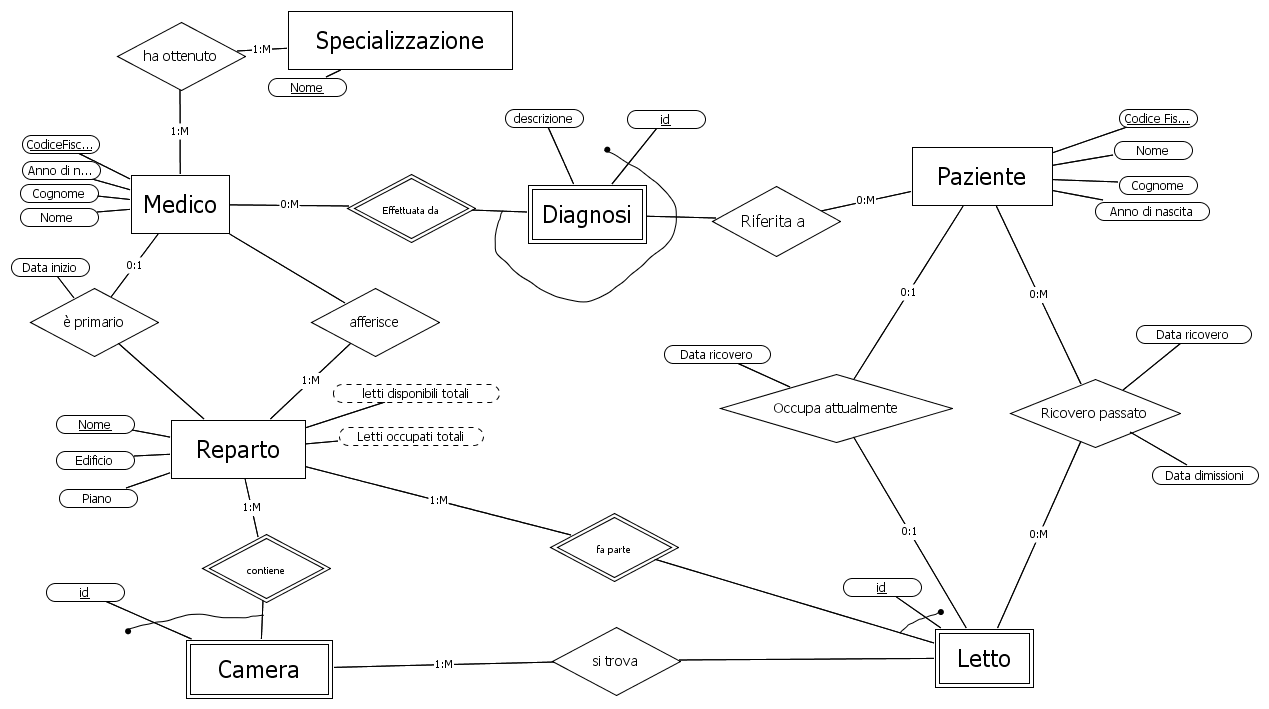 Specializzazione
ha ottenuto
1:M
Nome
1:M
descrizione
id
Codice Fis...
CodiceFisc...
Nome
Anno di n...
Paziente
Cognome
Cognome
Medico
0:M
Effettuata da
Diagnosi
Riferita a
0:M
Nome
Anno di nascita
Data inizio
0:1
0:1
0:M
è primario
afferisce
Data ricovero
Data ricovero
1:M
letti disponibili totali
Occupa attualmente
Ricovero passato
Nome
Letti occupati totali
Reparto
Edificio
Data dimissioni
Piano
1:M
1:M
0:1
0:M
fa parte
contiene
id
id
Camera
1:M
si trova
Letto